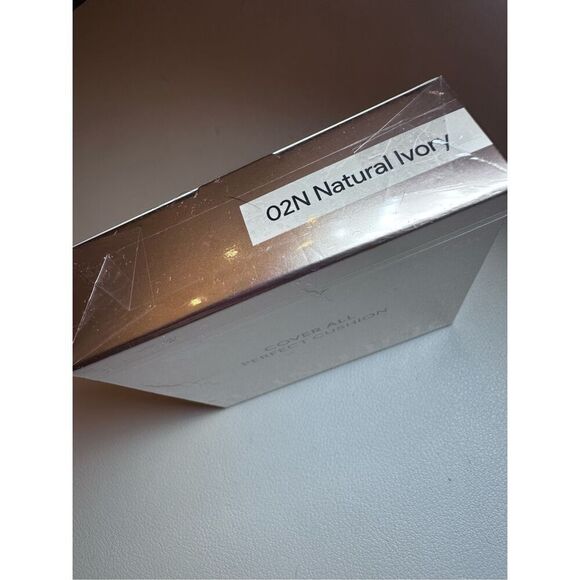 02N Natural Ivory
COVER ALL
PERFECT CUSHION